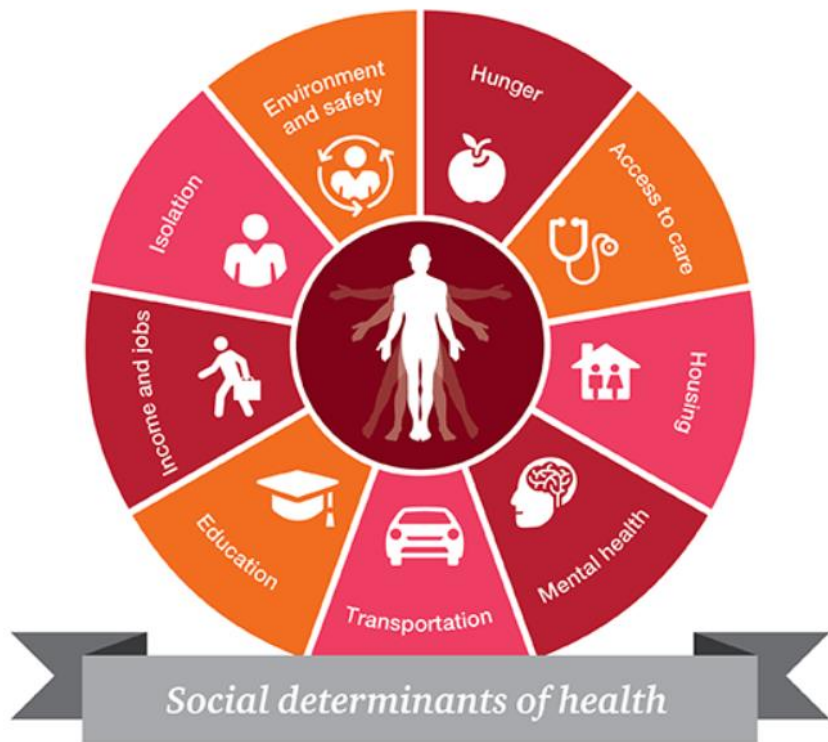 Environment
and safety
Hunger
Access to care
Housing
Mental health
Transportation
Education
Income and jobs
Isolation
Social determinants of health